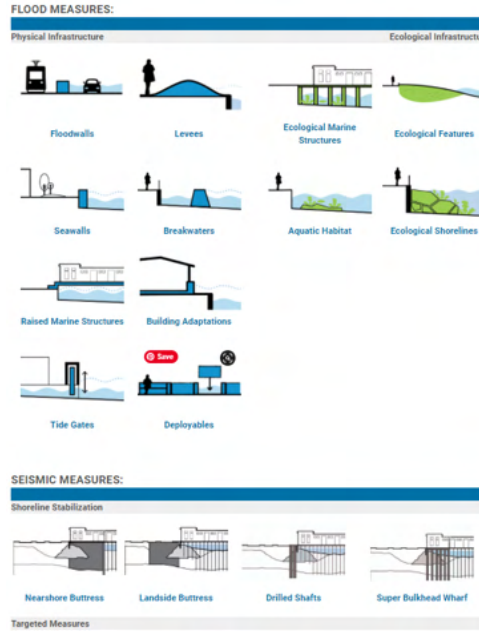 FLOOD MEASURES:
Physical Infrastructure
Ecological Infrastructu
Floodwalls
Levees
Ecological Marine
Structures
Ecological Features
Seawalls
Breakwaters
Aquatic Habitat
Ecological Shorelines
Raised Marine Structures
Building Adaptations
Save
Tide Gates
Deployables
SEISMIC MEASURES:
Shoreline Stabilization
Nearshore Buttress
Landside Buttress
Drilled Shafts
Super Bulkhead Wharf
Targeted Measures